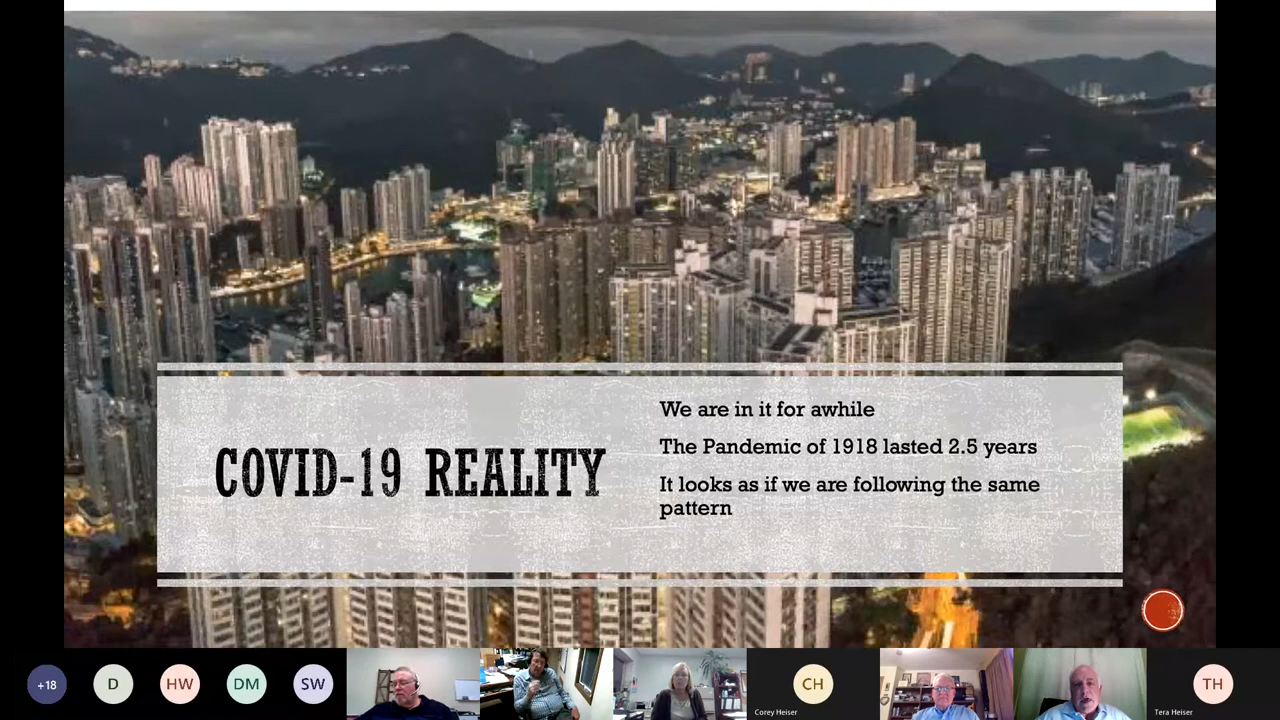 COVID-19 REALITY
We are in it for awhile
The Pandemic of 1918 lasted 2.5 years
It looks as if we are following the same
pattern
+18
D
HW
DM
SW
CH
Corey Heiser
TH
Tera Heiser